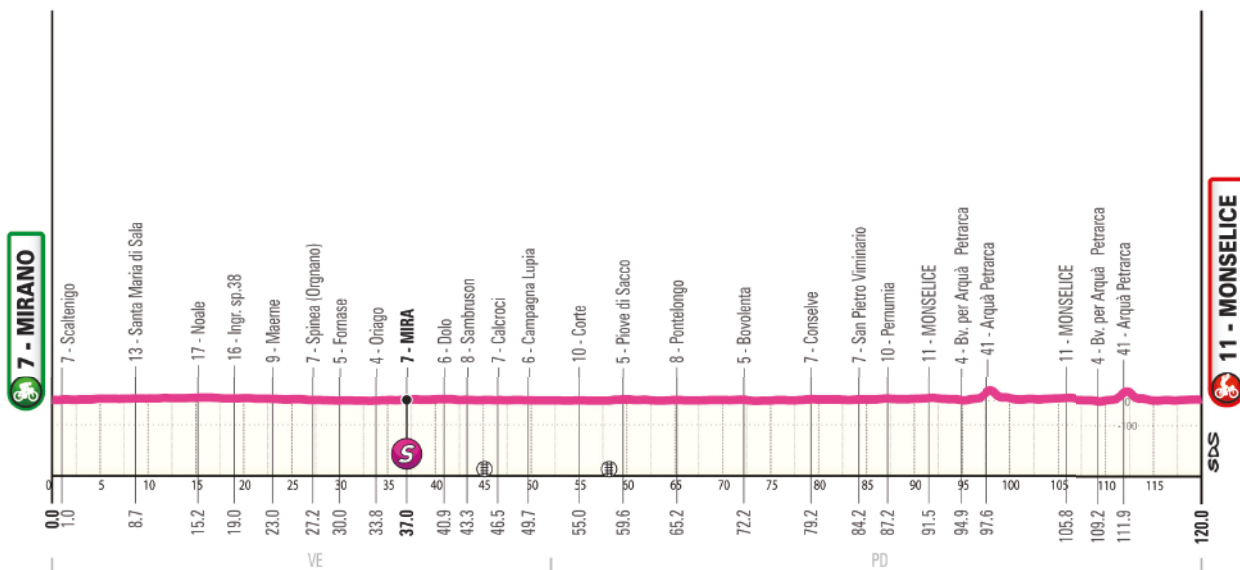 7 - MIRANO
7 - Scaltenigo
13 - Santa Maria di Sala
17 - Noale
16 - Ingr. sp.38
9 - Maerne
7 - Spinea (Orgnano)
5 - Fornase
4 - Oriago
7 - MIRA
6 - Dolo
8 - Sambruson
7 - Calcroci
6 - Campagna Lupia
10 - Corte
5 - Piove di Sacco
8 - Pontelongo
5 - Bovolenta
7 - Conselve
7 - San Pietro Viminario
10 - Pernumia
11 - MONSELICE
4 - Bv. per Arquà Petrarca
41 - Arquà Petrarca
11 - MONSELICE
4 - Bv. per Arquà Petrarca
41 - Arquà Petrarca
11 - MONSELICE
0
-100
S
SDS
0 5 10 15 20 25 30 35 40 45 50 55 50 65 70 75 80 85 90 95 100 105 110 115
0.0 1.0 8.7 15.2 19.0 23.0 27.2 30.0 33.8 37.0 40.9 43.3 46.5 49.7 55.0 59.6 65.2 72.2 79.2 84.2 87.2 91.5 94.9 97.6 105.8 109.2 111.9 120.0
VE PD